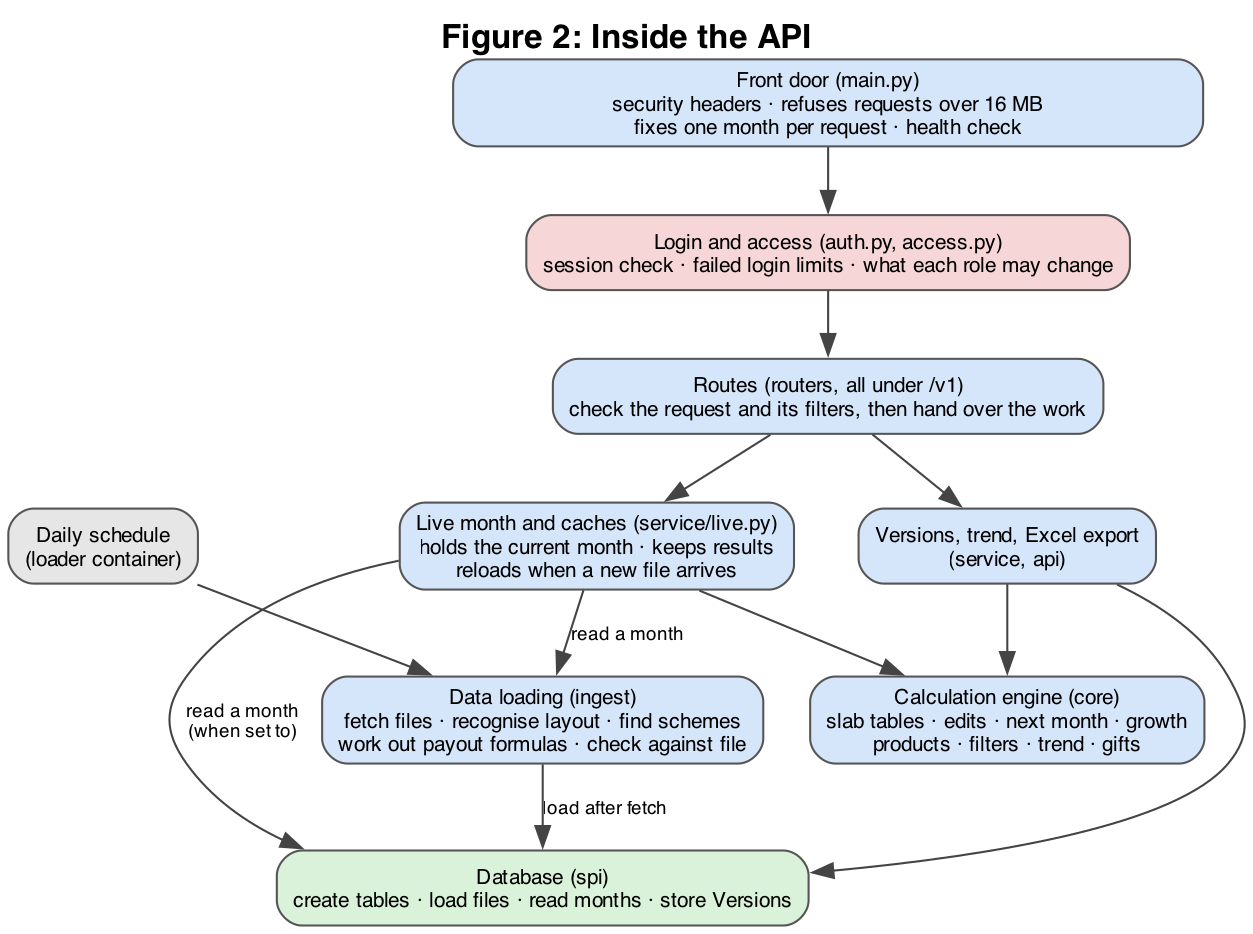 Figure 2: Inside the API
Front door (main.py)
security headers · refuses requests over 16 MB
fixes one month per request · health check
Login and access (auth.py, access.py)
session check · failed login limits · what each role may change
Routes (routers, all under /v1)
check the request and its filters, then hand over the work
Daily schedule
(loader container)
Live month and caches (service/live.py)
holds the current month · keeps results
reloads when a new file arrives
Versions, trend, Excel export
(service, api)
read a month
read a month
(when set to)
Data loading (ingest)
fetch files · recognise layout · find schemes
work out payout formulas · check against file
Calculation engine (core)
slab tables · edits · next month · growth
products · filters · trend · gifts
load after fetch
Database (spi)
create tables · load files · read months · store Versions